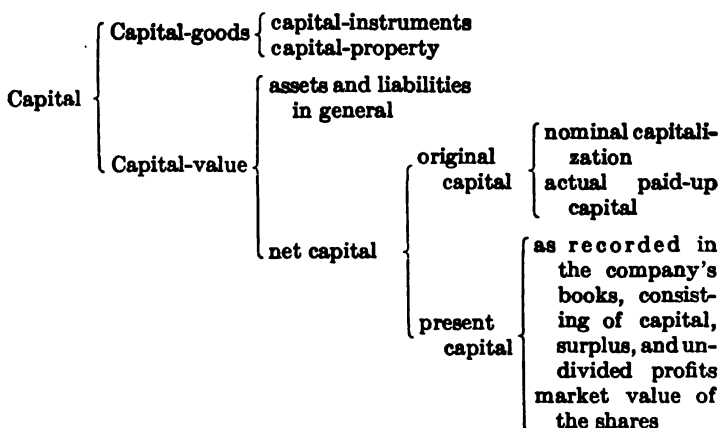 Capital
Capital-goods
capital-instruments
capital-property
Capital-value
assets and liabilities
in general
net capital
original
capital
nominal capitali-
zation
actual paid-up
capital
present
capital
as recorded in
the company's
books, consist-
ing of capital,
surplus, and un-
divided profits
market value of
the shares